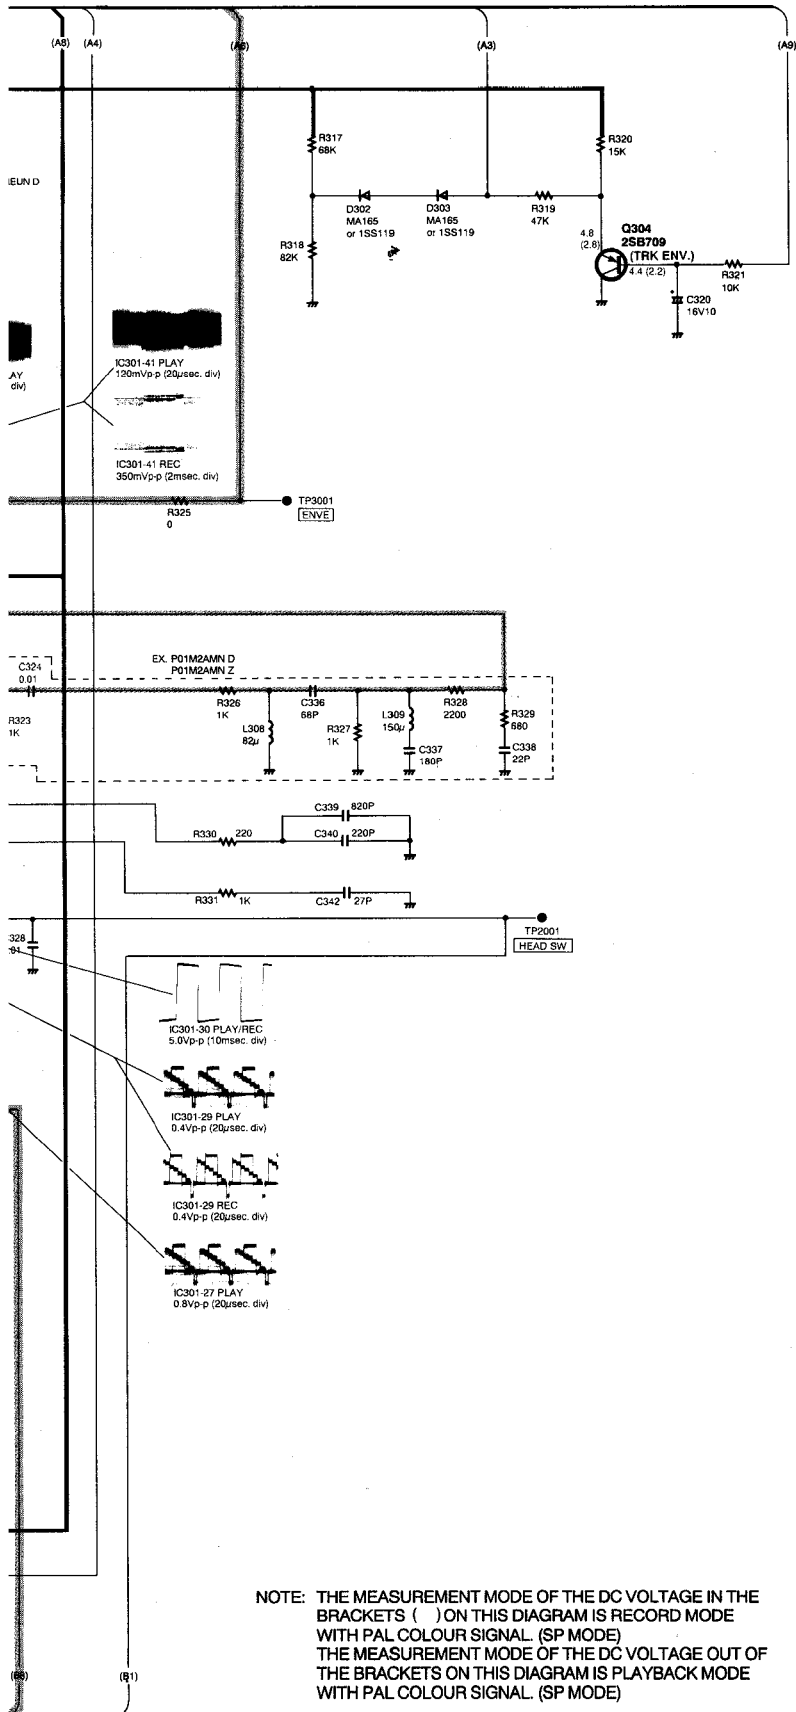 (A8)
(A4)
(A6)
(A3)
(A9)
R317
68K
R320
15K
D302
MA165
or 1SS119
D303
MA165
or 1SS119
R319
47K
R318
82K
4.8
(2.8)
Q304
2SB709
(TRK ENV.)
4.4 (2.2)
R321
10K
C320
16V10
IC301-41 PLAY
120mVp-p (20µsec. div)
div)
IC301-41 REC
350mVp-p (2msec. div)
R325
0
TP3001
ENVE
EX. P01M2AMN D
P01M2AMN Z
C324
0.01
R323
1K
R326
1K
L308
82µ
C336
68P
R327
1K
L309
150µ
C337
180P
R328
2200
R329
680
C338
22P
C339 820P
R330 220
C340 220P
R331 1K
C342 27P
TP2001
HEAD SW
IC301-30 PLAY/REC
5.0Vp-p (10msec. div)
IC301-29 PLAY
0.4Vp-p (20µsec. div)
IC301-29 REC
0.4Vp-p (20µsec. div)
IC301-27 PLAY
0.8Vp-p (20µsec. div)
(B1)
NOTE: THE MEASUREMENT MODE OF THE DC VOLTAGE IN THE
BRACKETS ( ) ON THIS DIAGRAM IS RECORD MODE
WITH PAL COLOUR SIGNAL. (SP MODE)
THE MEASUREMENT MODE OF THE DC VOLTAGE OUT OF
THE BRACKETS ON THIS DIAGRAM IS PLAYBACK MODE
WITH PAL COLOUR SIGNAL. (SP MODE)